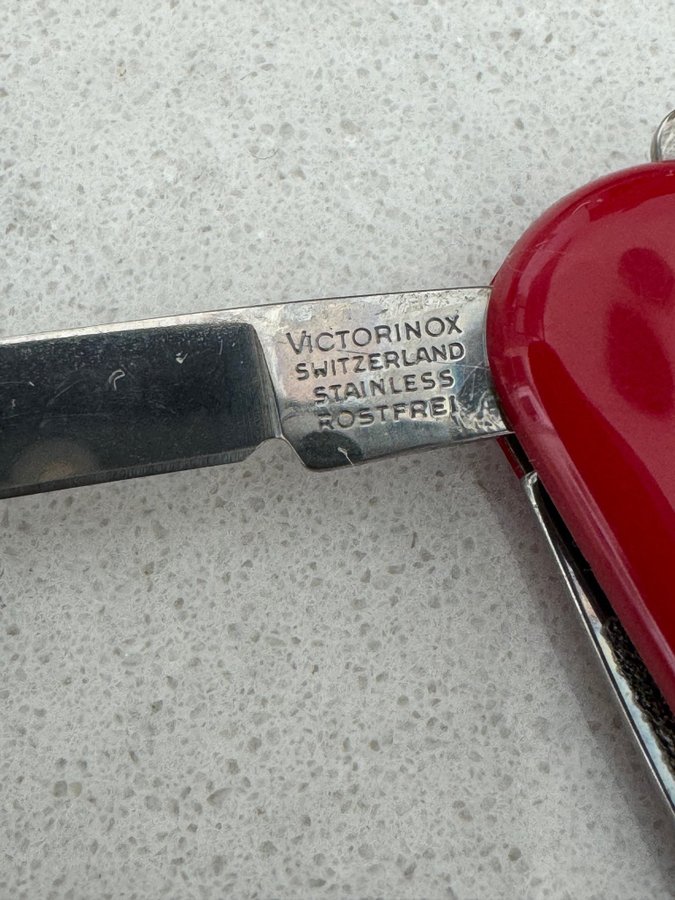 VICTORINOX
SWITZERLAND
STAINLESS
ROSTFREI